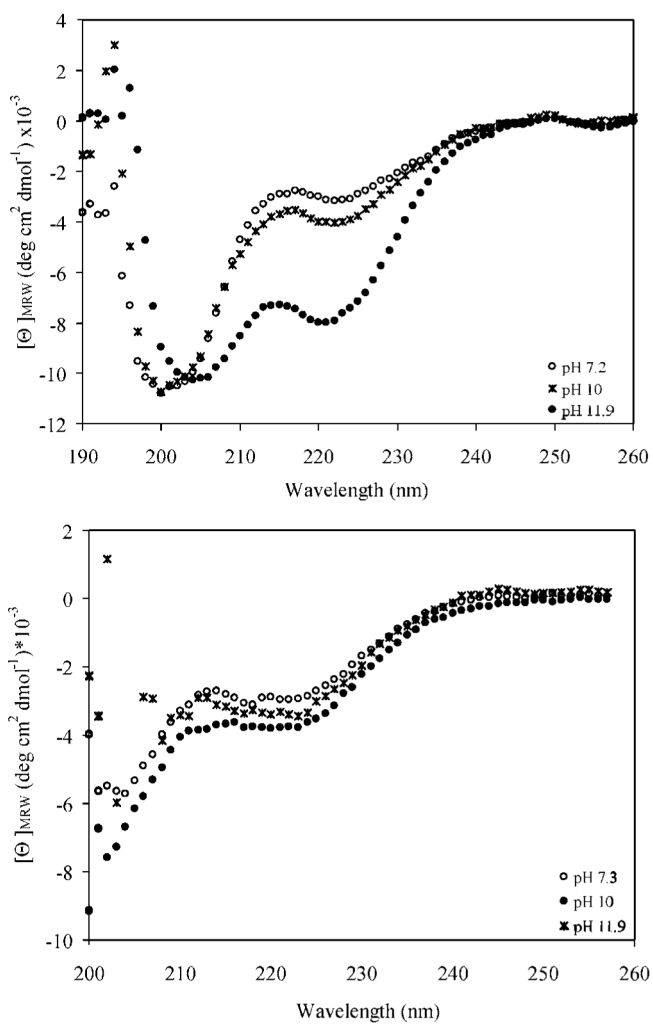 4
2
0
-2
-4
-6
-8
-10
-12
190 200 210 220 230 240 250 260
[Θ]MRW (deg cm² dmol⁻¹) x10⁻³
Wavelength (nm)
pH 7.2
pH 10
pH 11.9
2
0
-2
-4
-6
-8
-10
200 210 220 230 240 250 260
[Θ]MRW (deg cm² dmol⁻¹)*10⁻³
Wavelength (nm)
pH 7.3
pH 10
pH 11.9